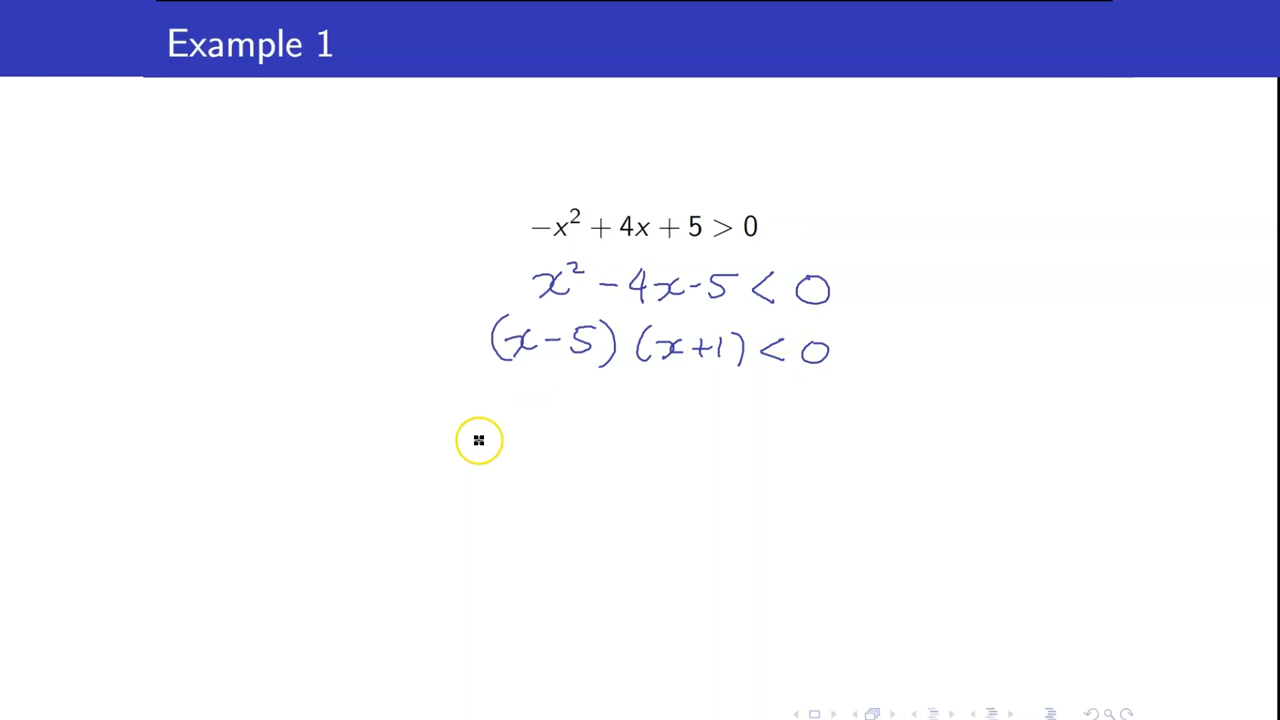 Example 1
−x² + 4x + 5 > 0
x² − 4x − 5 < 0
(x − 5) (x + 1) < 0